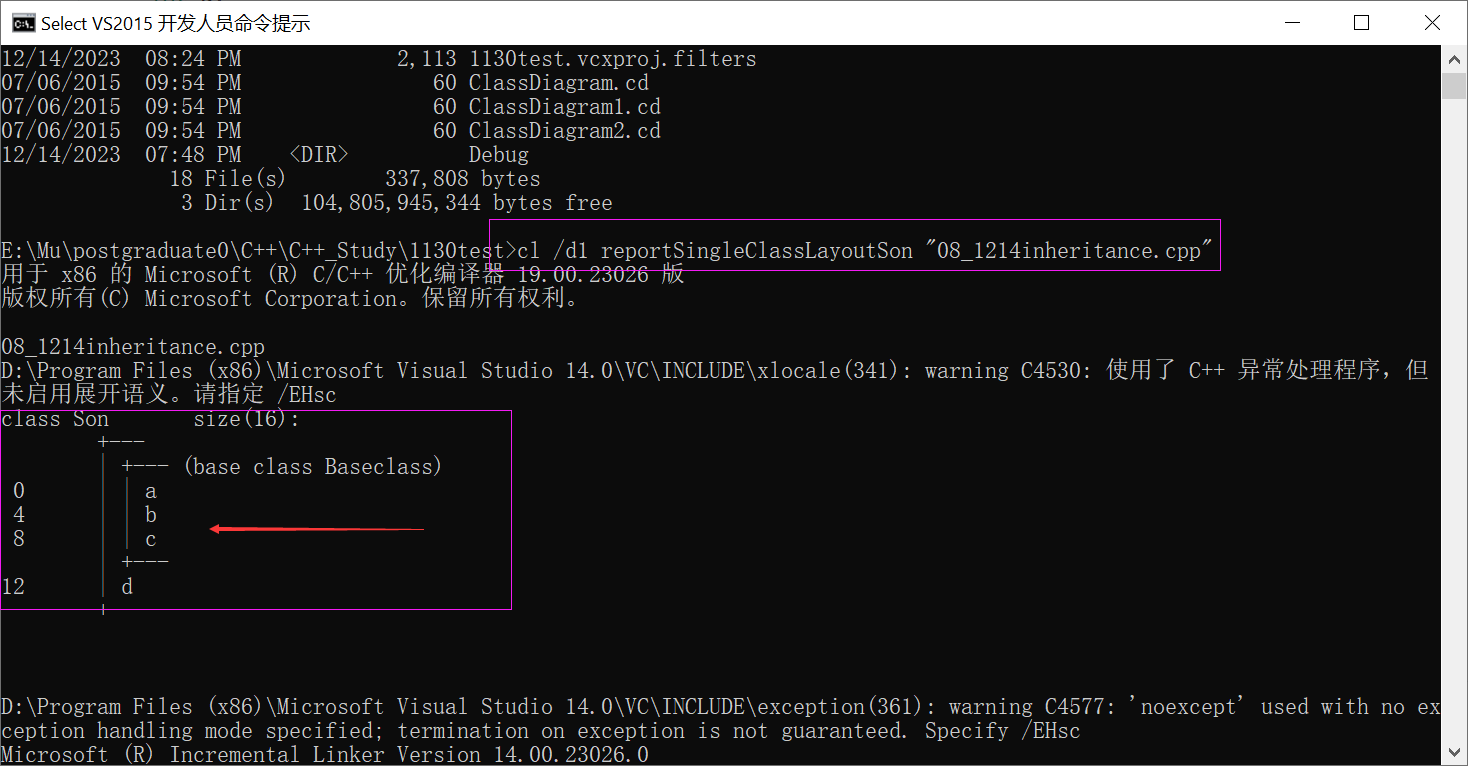 Select VS2015 开发人员命令提示
12/14/2023  08:24 PM             2,113 1130test.vcxproj.filters
07/06/2015  09:54 PM                60 ClassDiagram.cd
07/06/2015  09:54 PM                60 ClassDiagram1.cd
07/06/2015  09:54 PM                60 ClassDiagram2.cd
12/14/2023  07:48 PM    <DIR>          Debug
              18 File(s)        337,808 bytes
               3 Dir(s)  104,805,945,344 bytes free
E:\Mu\postgraduate0\C++\C++_Study\1130test>cl /d1 reportSingleClassLayoutSon "08_1214inheritance.cpp"
用于 x86 的 Microsoft (R) C/C++ 优化编译器 19.00.23026 版
版权所有(C) Microsoft Corporation。保留所有权利。
08_1214inheritance.cpp
D:\Program Files (x86)\Microsoft Visual Studio 14.0\VC\INCLUDE\xlocale(341): warning C4530: 使用了 C++ 异常处理程序，但
未启用展开语义。请指定 /EHsc
class Son       size(16):
        +---
        | +--- (base class Baseclass)
 0      | | a
 4      | | b
 8      | | c
        | +---
12      | d
        +
D:\Program Files (x86)\Microsoft Visual Studio 14.0\VC\INCLUDE\exception(361): warning C4577: 'noexcept' used with no ex
ception handling mode specified; termination on exception is not guaranteed. Specify /EHsc
Microsoft (R) Incremental Linker Version 14.00.23026.0